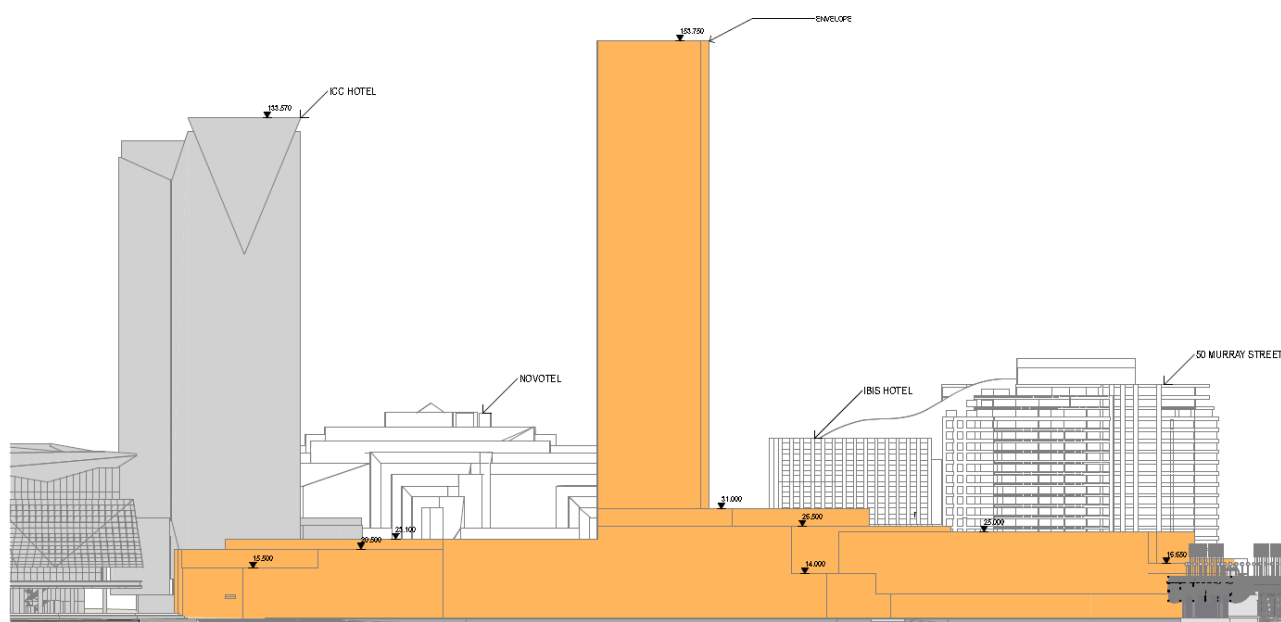 ENVELOPE
153.750
ICC HOTEL
133.570
50 MURRAY STREET
NOVOTEL
IBIS HOTEL
31.000
26.500
25.000
23.100
20.500
15.500
16.650
14.000